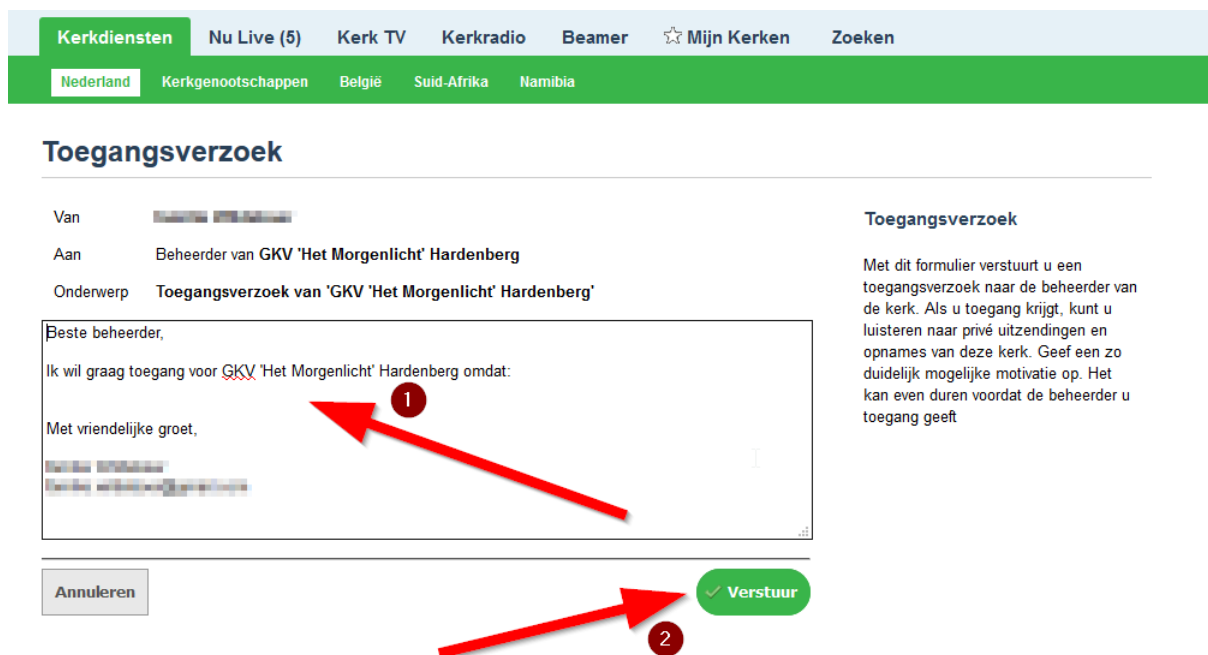 Kerkdiensten Nu Live (5) Kerk TV Kerkradio Beamer Mijn Kerken Zoeken
Nederland Kerkgenootschappen België Suid-Afrika Namibia
Toegangsverzoek
Van
Aan Beheerder van GKV 'Het Morgenlicht' Hardenberg
Onderwerp Toegangsverzoek van 'GKV 'Het Morgenlicht' Hardenberg'
Beste beheerder,
Ik wil graag toegang voor GKV 'Het Morgenlicht' Hardenberg omdat:
1
Met vriendelijke groet,
Annuleren
Verstuur
2
Toegangsverzoek
Met dit formulier verstuurt u een
toegangsverzoek naar de beheerder van
de kerk. Als u toegang krijgt, kunt u
luisteren naar privé uitzendingen en
opnames van deze kerk. Geef een zo
duidelijk mogelijke motivatie op. Het
kan even duren voordat de beheerder u
toegang geeft